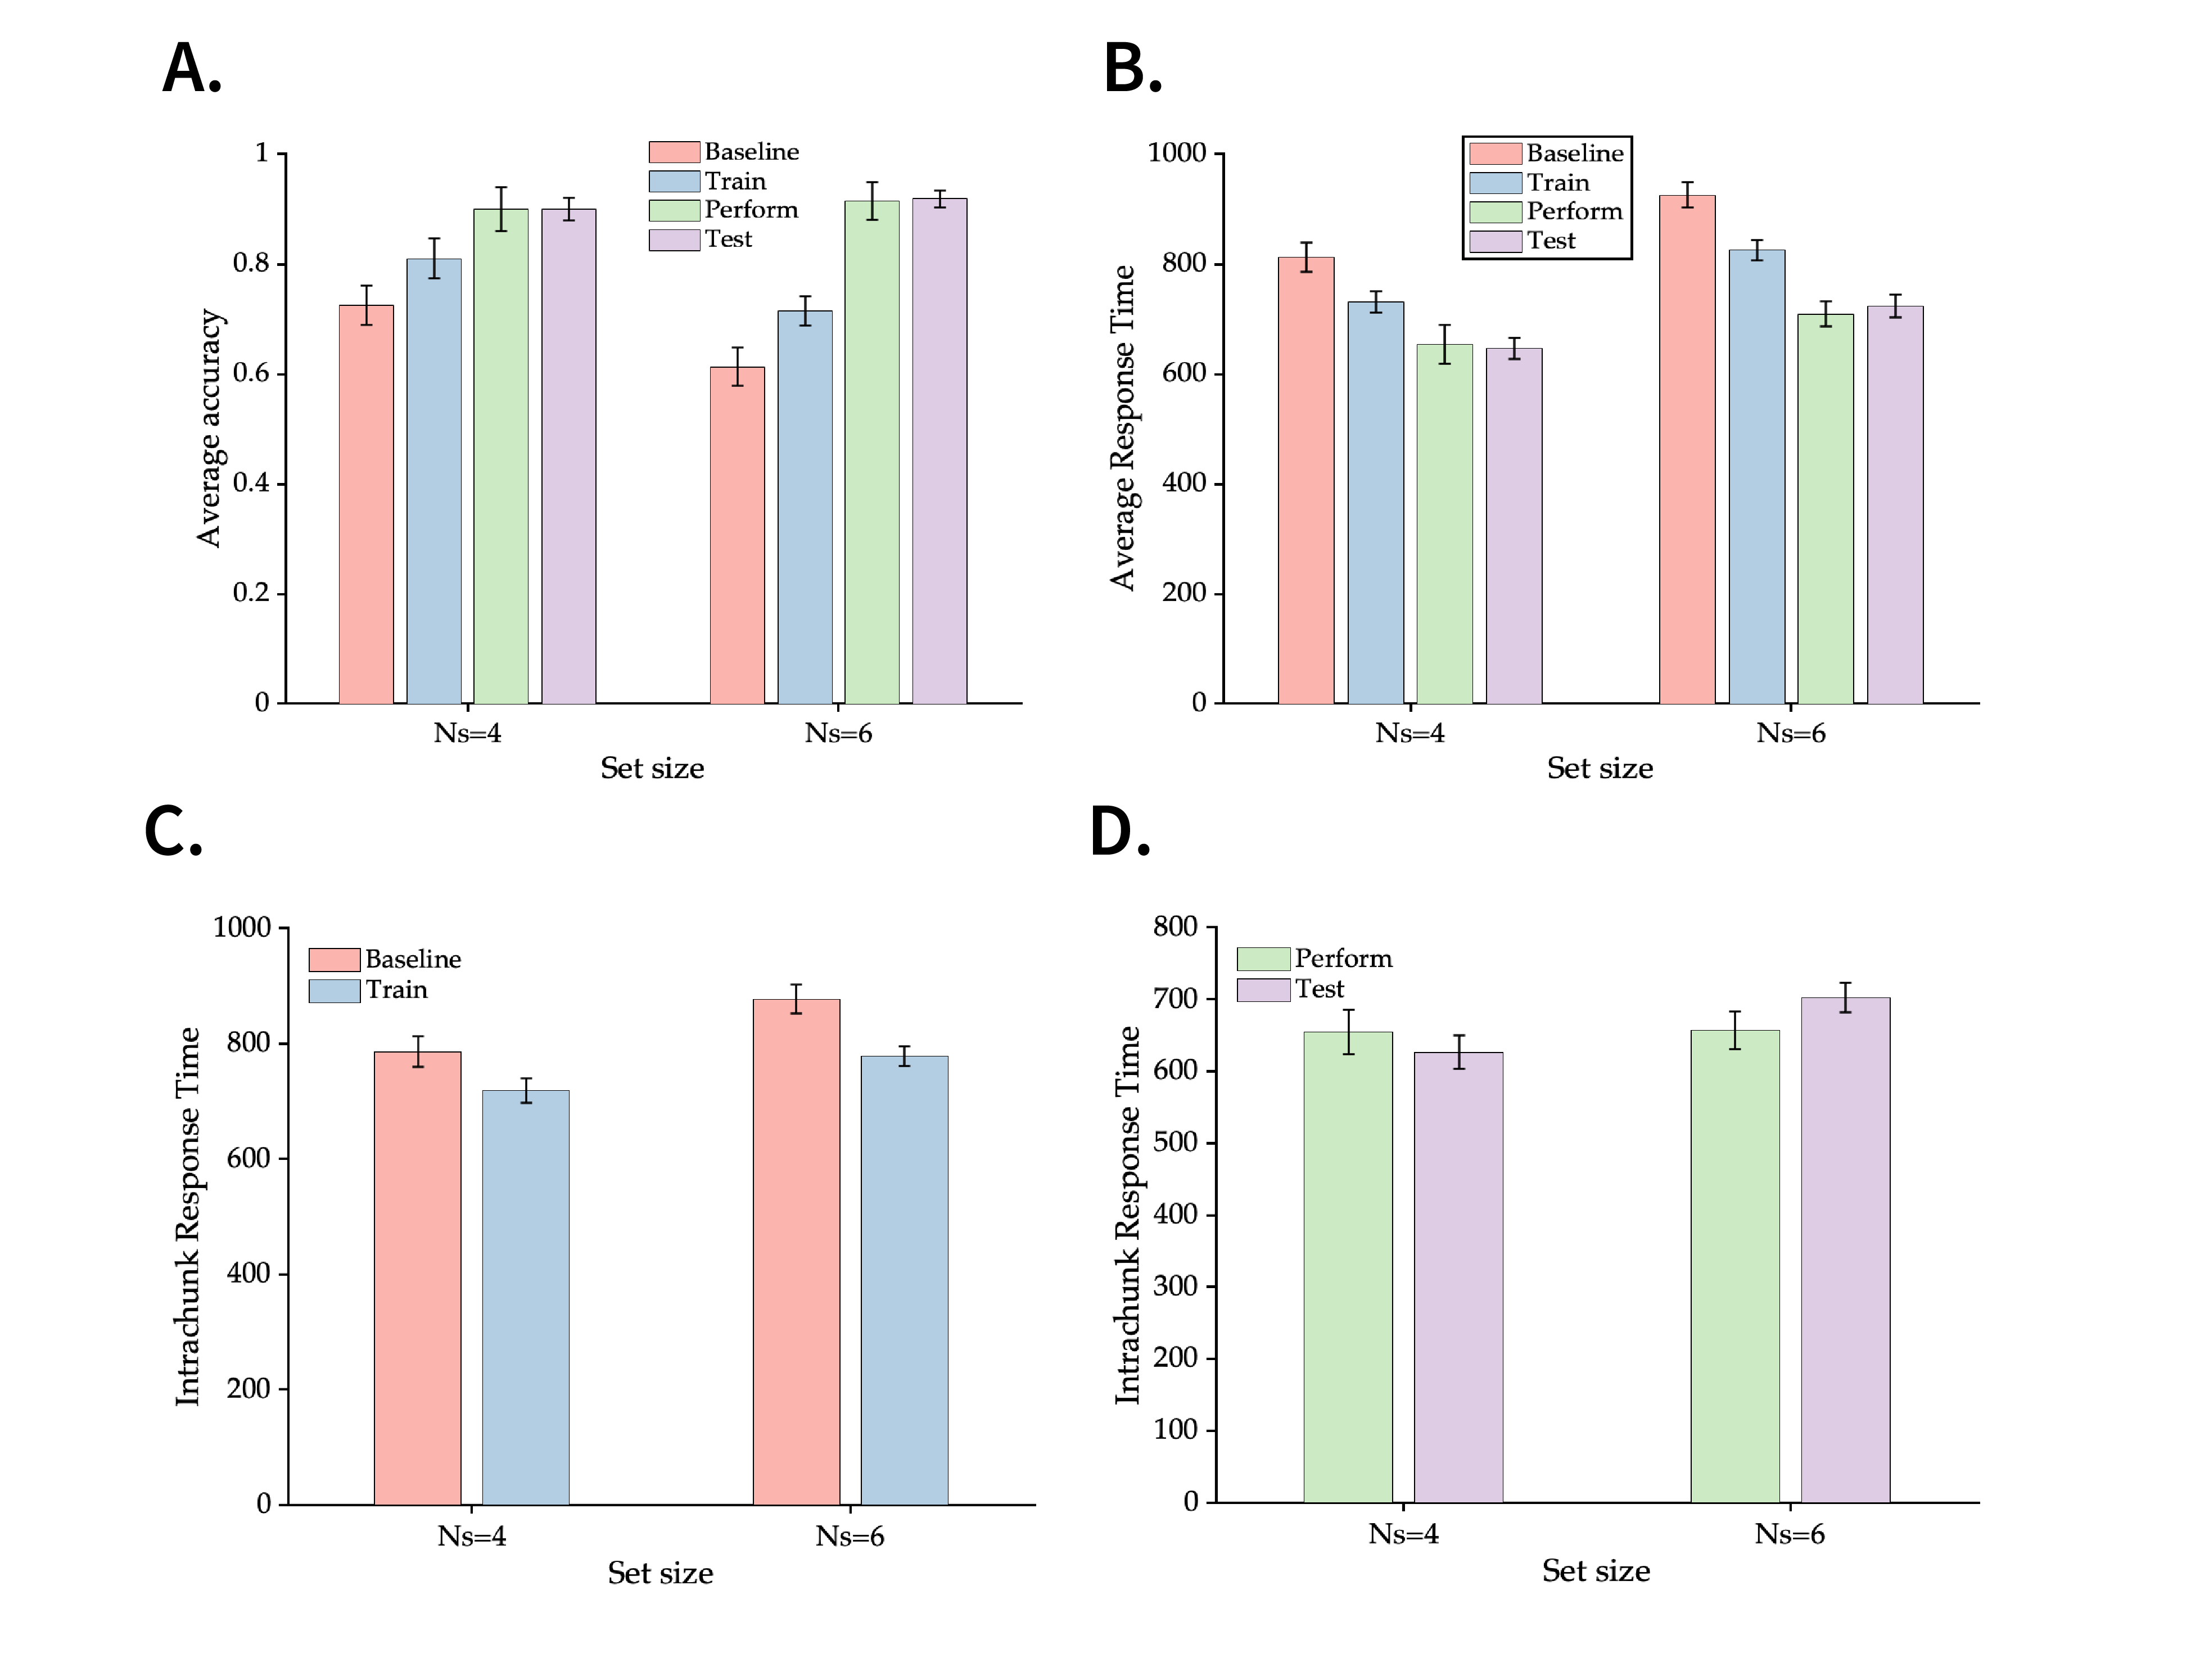 A.
Baseline
Train
Perform
Test
1
0.8
0.6
0.4
0.2
0
Average accuracy
Ns=4
Ns=6
Set size
B.
Baseline
Train
Perform
Test
1000
800
600
400
200
0
Average Response Time
Ns=4
Ns=6
Set size
C.
Baseline
Train
1000
800
600
400
200
0
Intrachunk Response Time
Ns=4
Ns=6
Set size
D.
Perform
Test
800
700
600
500
400
300
200
100
0
Intrachunk Response Time
Ns=4
Ns=6
Set size